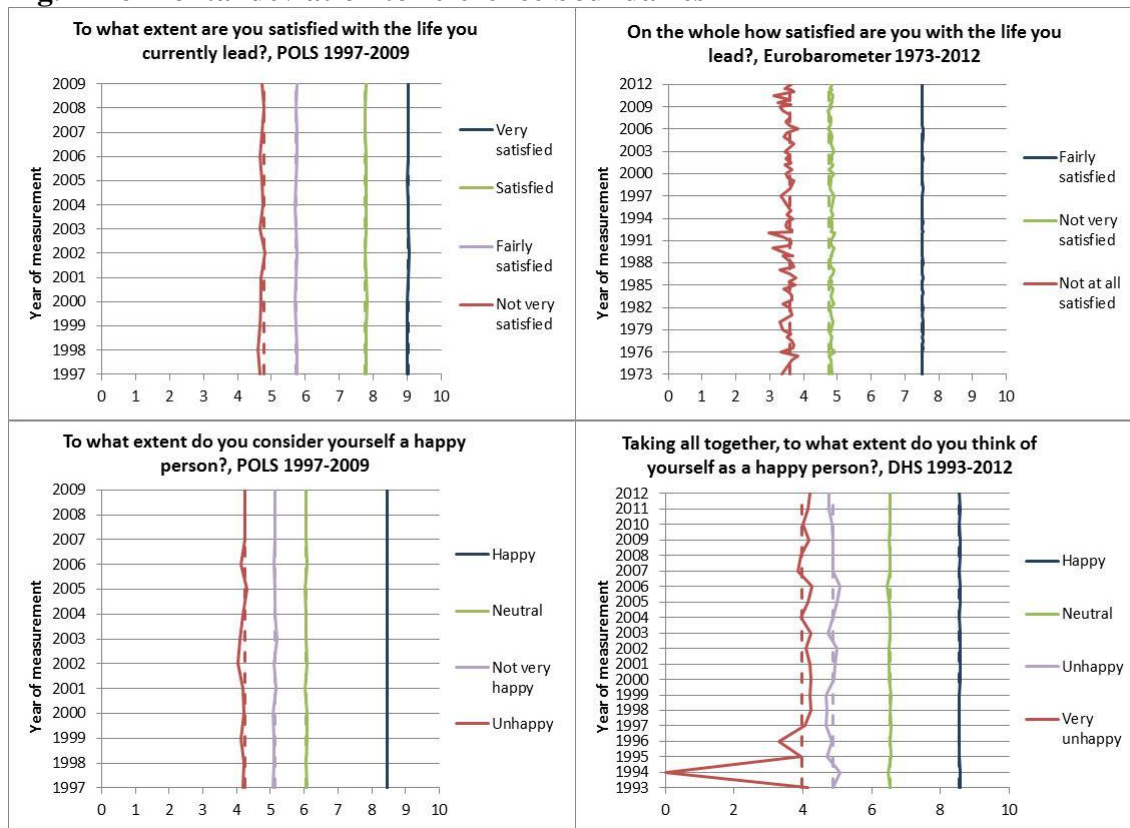 To what extent are you satisfied with the life you
currently lead?, POLS 1997-2009
Year of measurement
2009
2008
2007
2006
2005
2004
2003
2002
2001
2000
1999
1998
1997
0 1 2 3 4 5 6 7 8 9 10
Very
satisfied
Satisfied
Fairly
satisfied
Not very
satisfied
On the whole how satisfied are you with the life you
lead?, Eurobarometer 1973-2012
Year of measurement
2012
2009
2006
2003
2000
1997
1994
1991
1988
1985
1982
1979
1976
1973
0 1 2 3 4 5 6 7 8 9 10
Fairly
satisfied
Not very
satisfied
Not at all
satisfied
To what extent do you consider yourself a happy
person?, POLS 1997-2009
Year of measurement
2009
2008
2007
2006
2005
2004
2003
2002
2001
2000
1999
1998
1997
0 1 2 3 4 5 6 7 8 9 10
Happy
Neutral
Not very
happy
Unhappy
Taking all together, to what extent do you think of
yourself as a happy person?, DHS 1993-2012
Year of measurement
2012
2011
2010
2009
2008
2007
2006
2005
2004
2003
2002
2001
2000
1999
1998
1997
1996
1995
1994
1993
0 2 4 6 8 10
Happy
Neutral
Unhappy
Very
unhappy